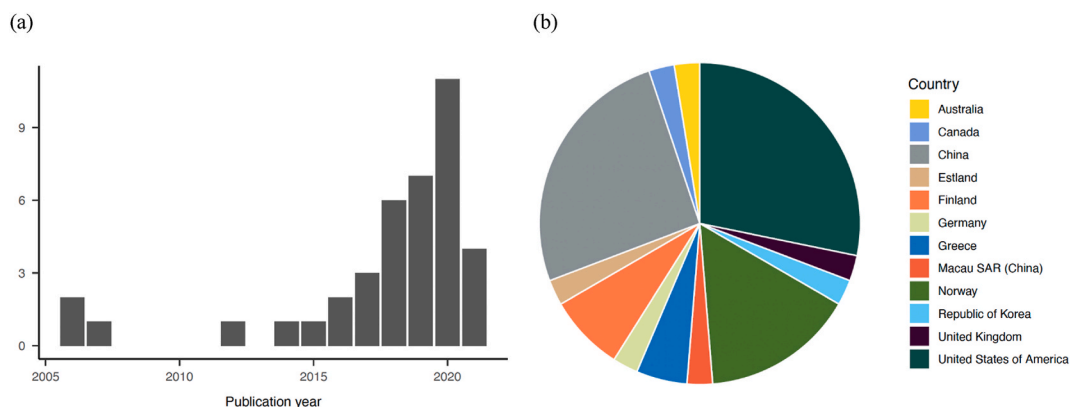 (a)
(b)
9
6
3
0
2005
2010
2015
2020
Publication year
Country
Australia
Canada
China
Estland
Finland
Germany
Greece
Macau SAR (China)
Norway
Republic of Korea
United Kingdom
United States of America